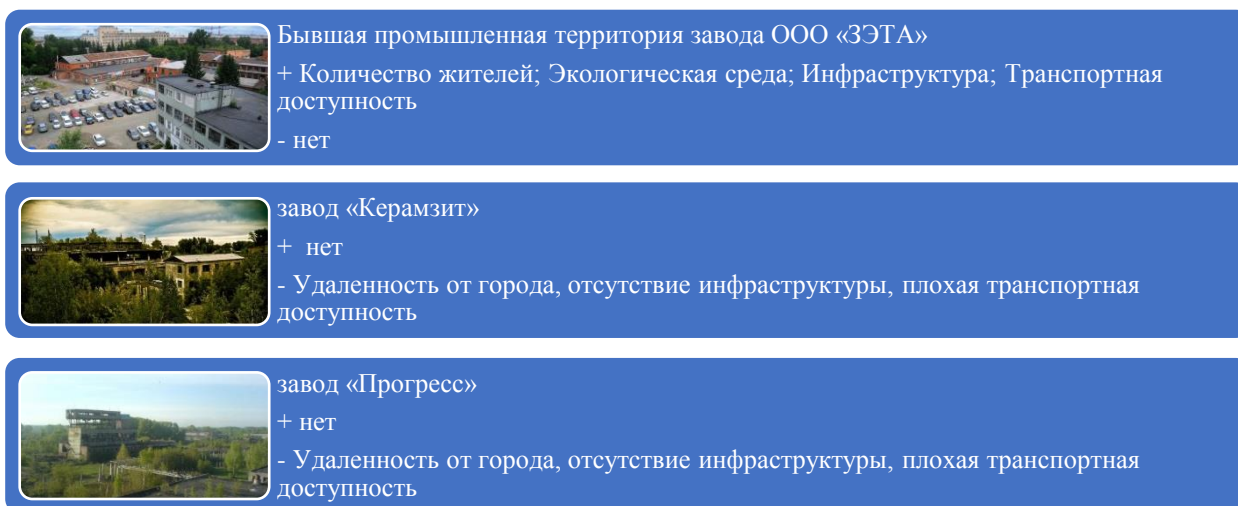 Бывшая промышленная территория завода ООО «ЗЭТА»
+ Количество жителей; Экологическая среда; Инфраструктура; Транспортная
доступность
- нет
завод «Керамзит»
+ нет
- Удаленность от города, отсутствие инфраструктуры, плохая транспортная
доступность
завод «Прогресс»
+ нет
- Удаленность от города, отсутствие инфраструктуры, плохая транспортная
доступность